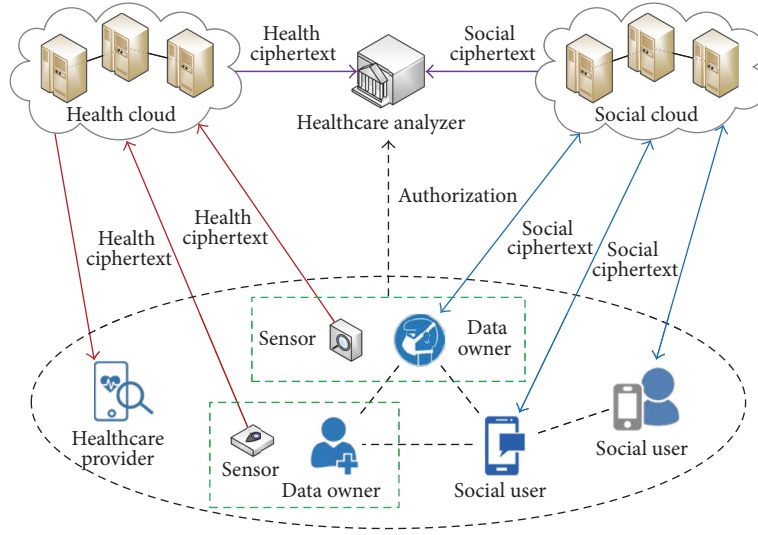 Health
ciphertext
Social
ciphertext
Health cloud
Healthcare analyzer
Social cloud
Authorization
Health
ciphertext
Health
ciphertext
Social
ciphertext
Social
ciphertext
Sensor
Data
owner
Healthcare
provider
Sensor
Data owner
Social user
Social user